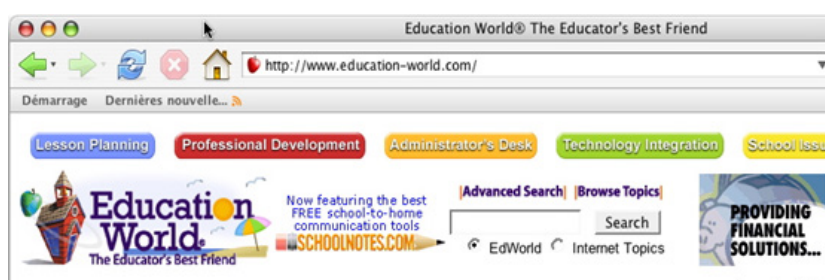 Education World® The Educator's Best Friend
http://www.education-world.com/
Démarrage Dernières nouvelle...
Lesson Planning Professional Development Administrator's Desk Technology Integration School Issu
Education World®
The Educator's Best Friend
Now featuring the best
FREE school-to-home
communication tools
SCHOOLNOTES.COM
Advanced Search Browse Topics
Search
EdWorld Internet Topics
PROVIDING
FINANCIAL
SOLUTIONS...